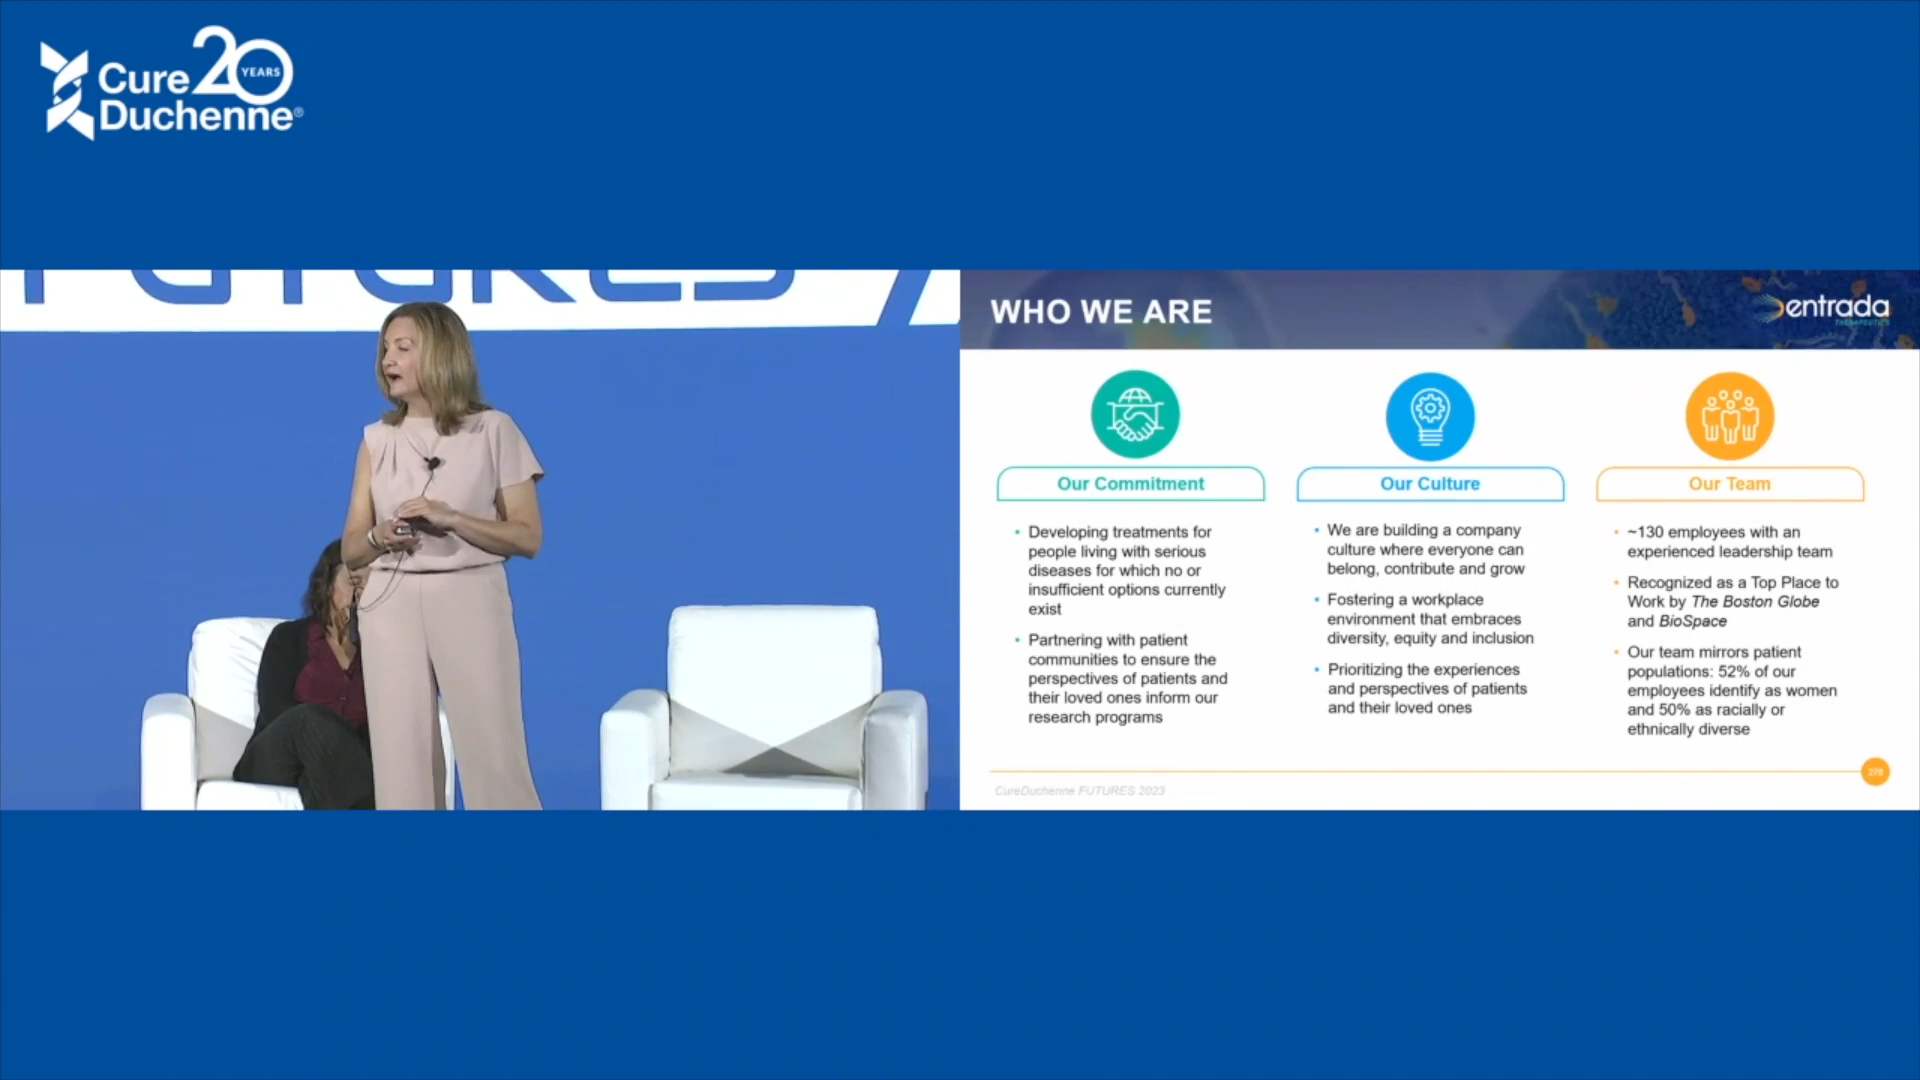 Cure 20 YEARS
Duchenne®
FUTURES
WHO WE ARE
entrada
THERAPEUTICS
Our Commitment
• Developing treatments for
people living with serious
diseases for which no or
insufficient options currently
exist
• Partnering with patient
communities to ensure the
perspectives of patients and
their loved ones inform our
research programs
Our Culture
• We are building a company
culture where everyone can
belong, contribute and grow
• Fostering a workplace
environment that embraces
diversity, equity and inclusion
• Prioritizing the experiences
and perspectives of patients
and their loved ones
Our Team
• ~130 employees with an
experienced leadership team
• Recognized as a Top Place to
Work by The Boston Globe
and BioSpace
• Our team mirrors patient
populations: 52% of our
employees identify as women
and 50% as racially or
ethnically diverse
CureDuchenne FUTURES 2023